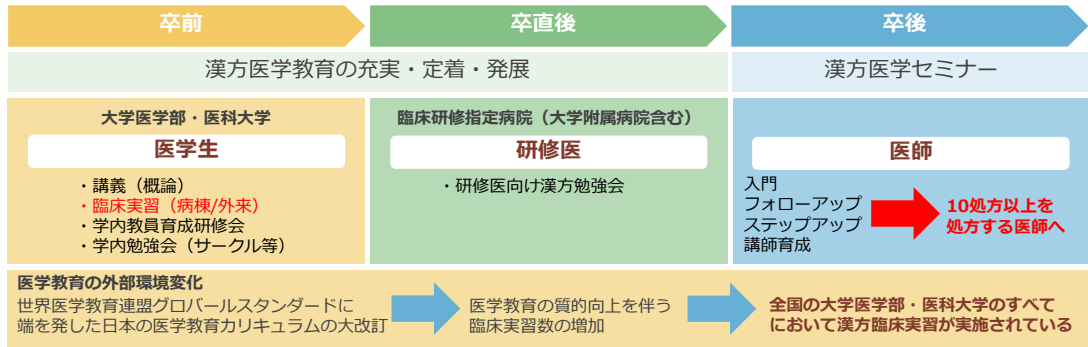 卒前
卒直後
卒後
漢方医学教育の充実・定着・発展
漢方医学セミナー
大学医学部・医科大学
医学生
・講義（概論）
・臨床実習（病棟/外来）
・学内教員育成研修会
・学内勉強会（サークル等）
臨床研修指定病院（大学附属病院含む）
研修医
・研修医向け漢方勉強会
医師
入門
フォローアップ
ステップアップ
講師育成
10処方以上を
処方する医師へ
医学教育の外部環境変化
世界医学教育連盟グローバルスタンダードに
端を発した日本の医学教育カリキュラムの大改訂
医学教育の質的向上を伴う
臨床実習数の増加
全国の大学医学部・医科大学のすべて
において漢方臨床実習が実施されている